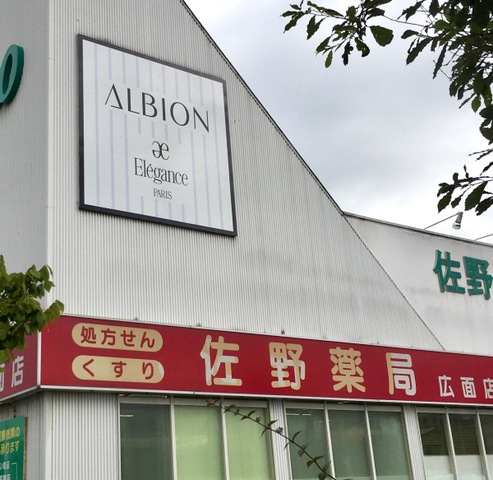 ALBION
æ
Elégance
PARIS
佐野
処方せん
くすり
佐野薬局 広面店
面店